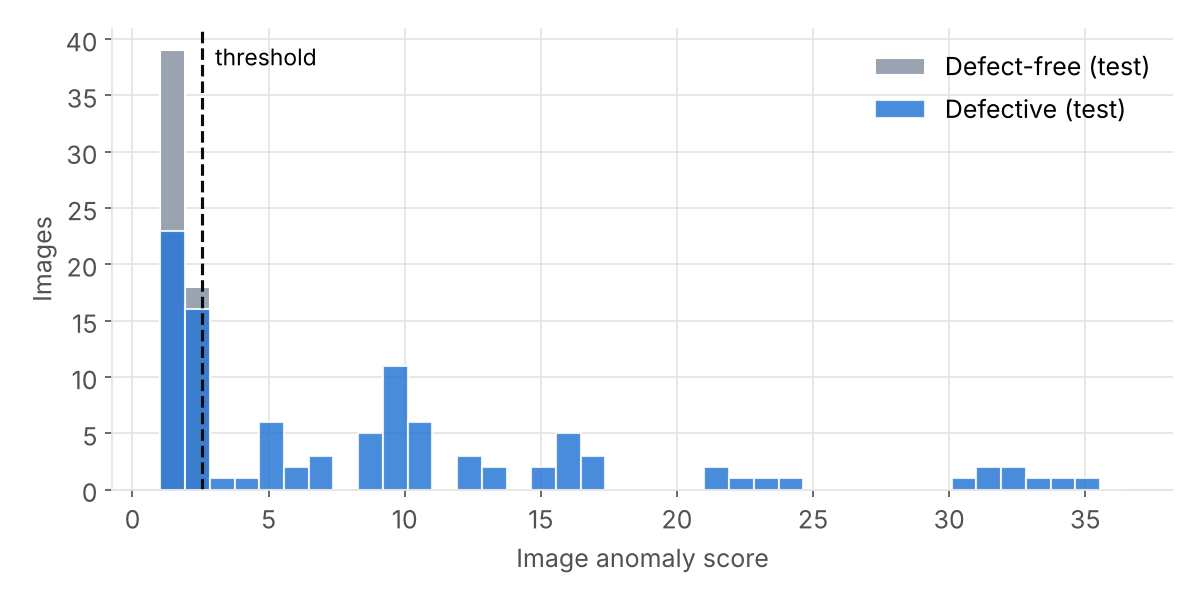 threshold
Defect-free (test)
Defective (test)
40
35
30
25
20
15
10
5
0
Images
0 5 10 15 20 25 30 35
Image anomaly score